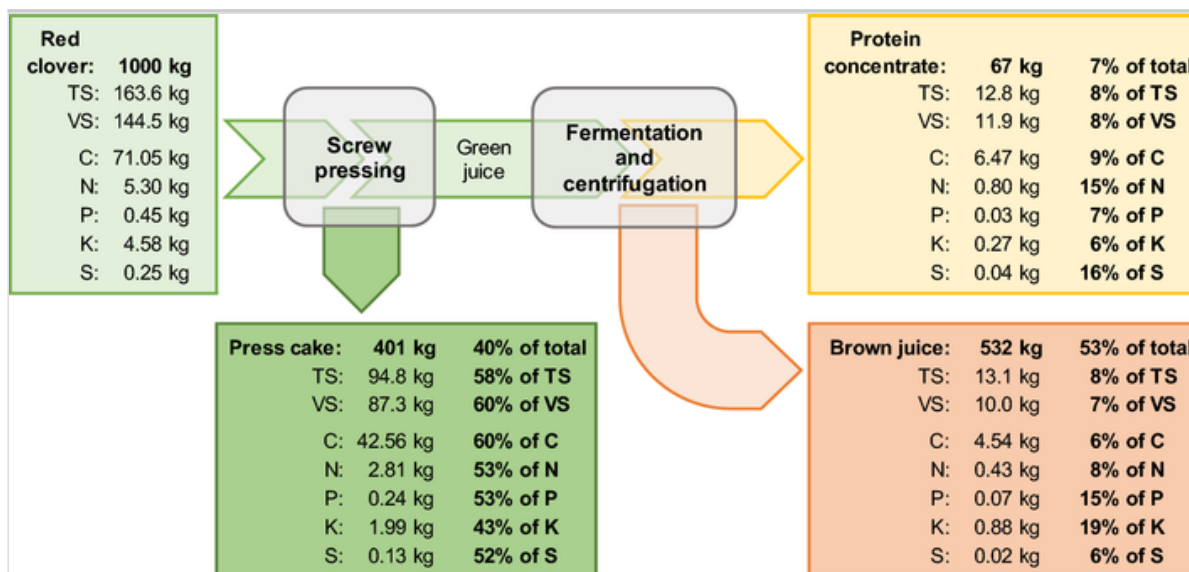 Red
clover: 1000 kg
TS: 163.6 kg
VS: 144.5 kg
C: 71.05 kg
N: 5.30 kg
P: 0.45 kg
K: 4.58 kg
S: 0.25 kg
Screw
pressing
Green
juice
Fermentation
and
centrifugation
Protein
concentrate: 67 kg 7% of total
TS: 12.8 kg 8% of TS
VS: 11.9 kg 8% of VS
C: 6.47 kg 9% of C
N: 0.80 kg 15% of N
P: 0.03 kg 7% of P
K: 0.27 kg 6% of K
S: 0.04 kg 16% of S
Press cake: 401 kg 40% of total
TS: 94.8 kg 58% of TS
VS: 87.3 kg 60% of VS
C: 42.56 kg 60% of C
N: 2.81 kg 53% of N
P: 0.24 kg 53% of P
K: 1.99 kg 43% of K
S: 0.13 kg 52% of S
Brown juice: 532 kg 53% of total
TS: 13.1 kg 8% of TS
VS: 10.0 kg 7% of VS
C: 4.54 kg 6% of C
N: 0.43 kg 8% of N
P: 0.07 kg 15% of P
K: 0.88 kg 19% of K
S: 0.02 kg 6% of S